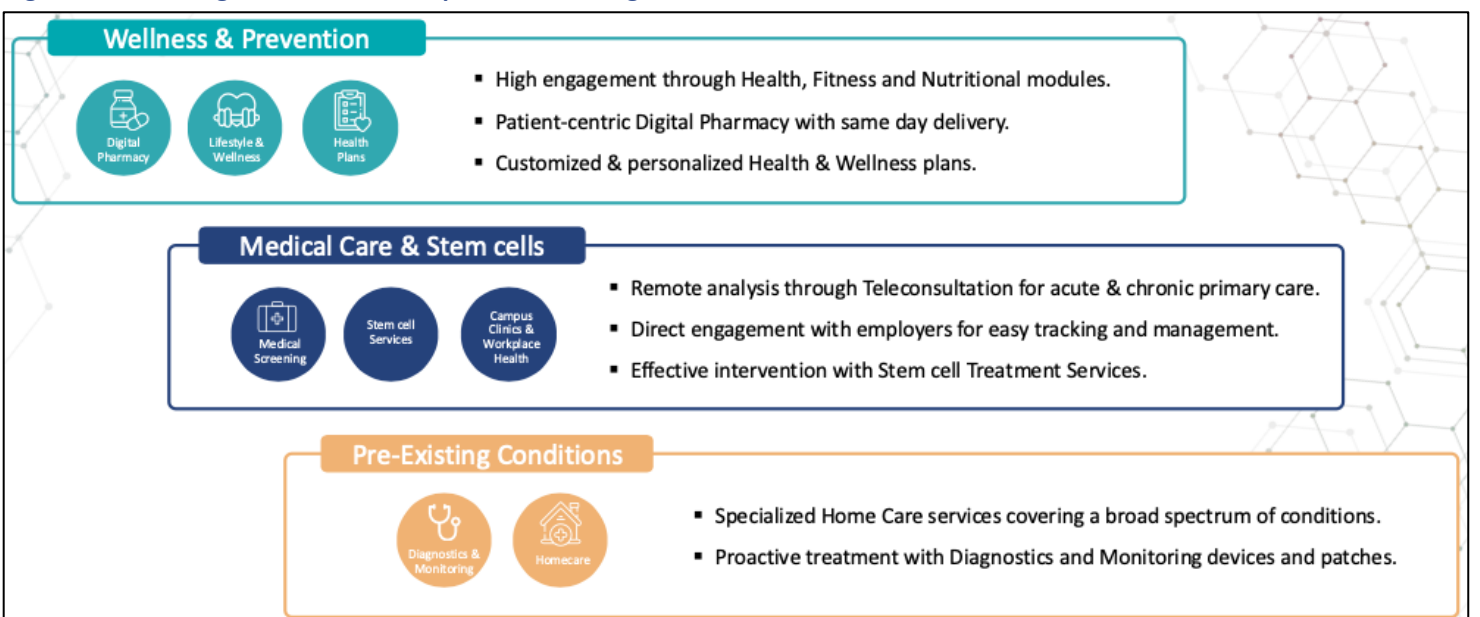 Wellness & Prevention
Digital
Pharmacy
Lifestyle &
Wellness
Health
Plans
▪ High engagement through Health, Fitness and Nutritional modules.
▪ Patient-centric Digital Pharmacy with same day delivery.
▪ Customized & personalized Health & Wellness plans.
Medical Care & Stem cells
Medical
Screening
Stem cell
Services
Campus
Clinics &
Workplace
Health
▪ Remote analysis through Teleconsultation for acute & chronic primary care.
▪ Direct engagement with employers for easy tracking and management.
▪ Effective intervention with Stem cell Treatment Services.
Pre-Existing Conditions
Diagnostics &
Monitoring
Homecare
▪ Specialized Home Care services covering a broad spectrum of conditions.
▪ Proactive treatment with Diagnostics and Monitoring devices and patches.